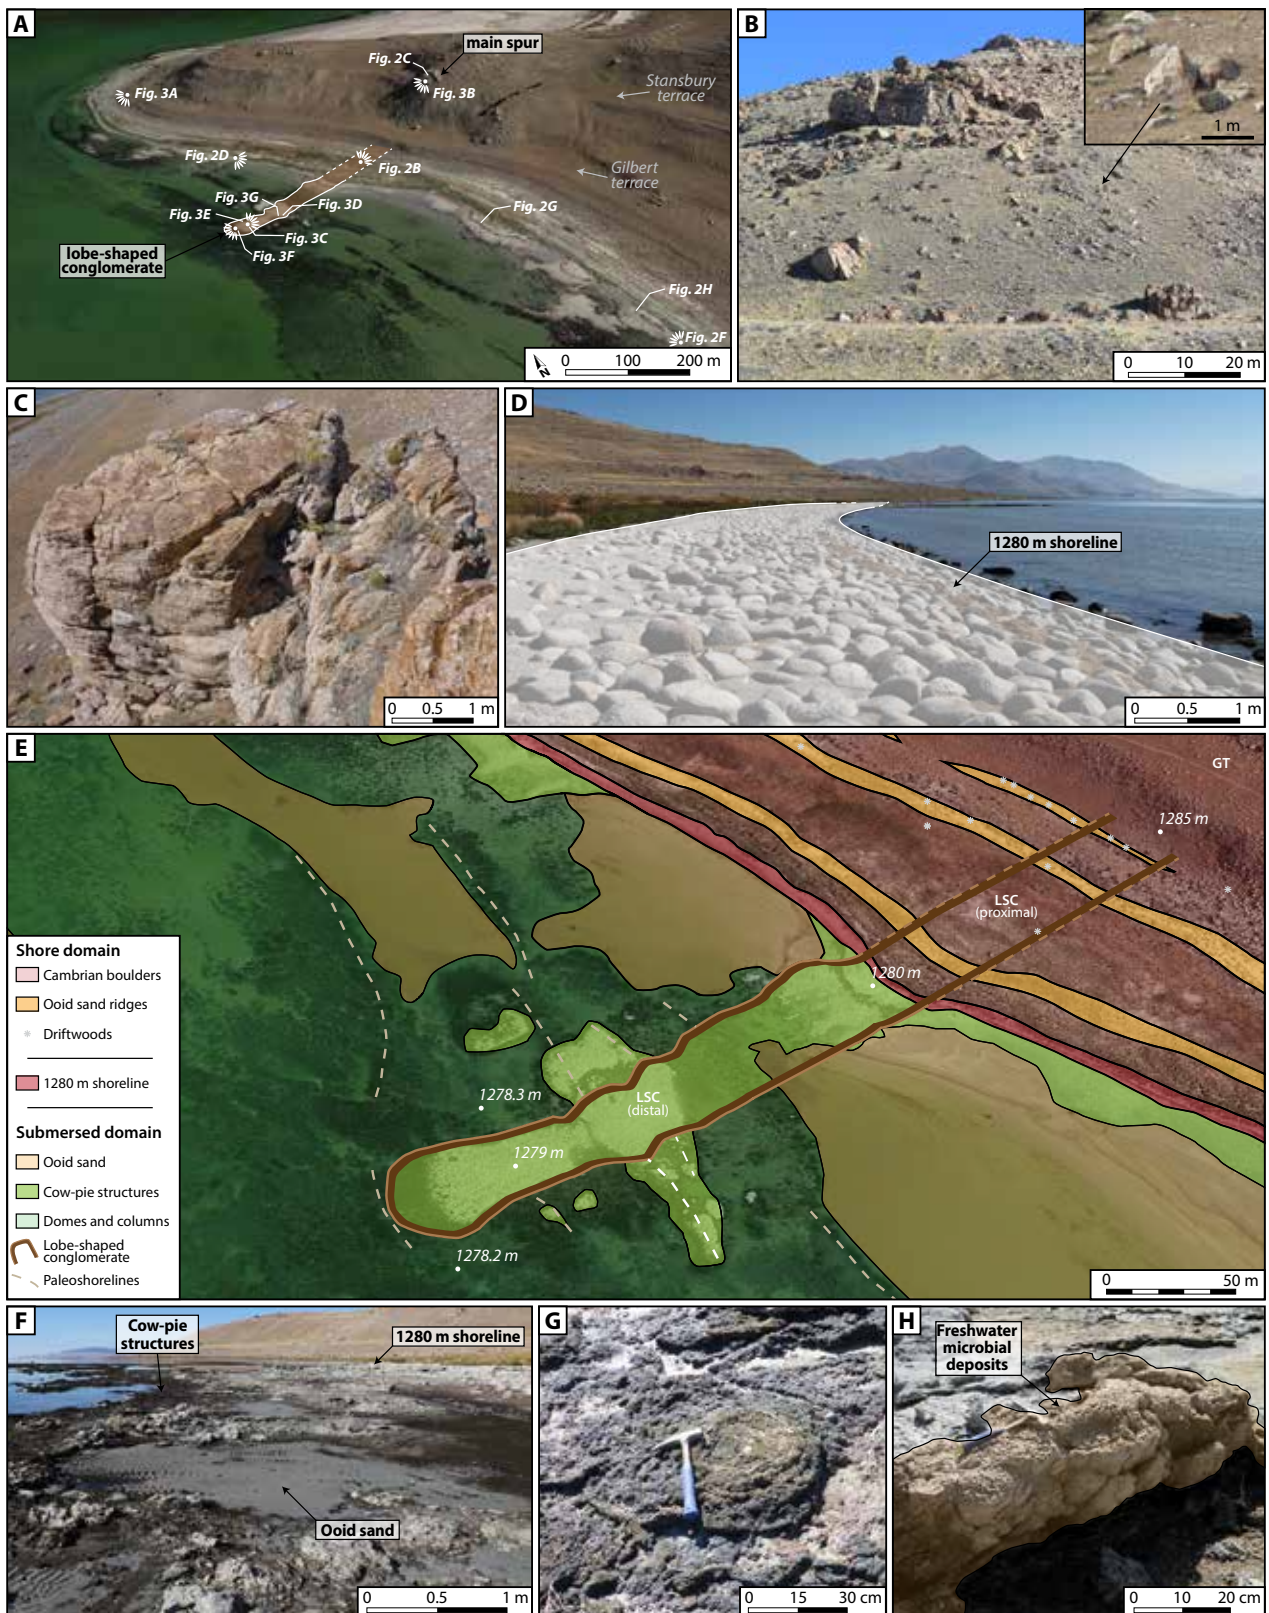 A
main spur
Fig. 2C
Fig. 3B
Fig. 3A
Stansbury
terrace
Fig. 2D
Fig. 2B
Gilbert
terrace
Fig. 3G
Fig. 3D
Fig. 3E
Fig. 2G
Fig. 3C
lobe-shaped
conglomerate
Fig. 3F
Fig. 2H
Fig. 2F
N
0 100 200 m
B
1 m
0 10 20 m
C
0 0.5 1 m
D
1280 m shoreline
0 0.5 1 m
E
GT
1285 m
LSC
(proximal)
1280 m
1278.3 m
LSC
(distal)
1279 m
1278.2 m
Shore domain
Cambrian boulders
Ooid sand ridges
Driftwoods
1280 m shoreline
Submersed domain
Ooid sand
Cow-pie structures
Domes and columns
Lobe-shaped
conglomerate
Paleoshorelines
0 50 m
F
Cow-pie
structures
1280 m shoreline
Ooid sand
0 0.5 1 m
G
0 15 30 cm
H
Freshwater
microbial
deposits
0 10 20 cm